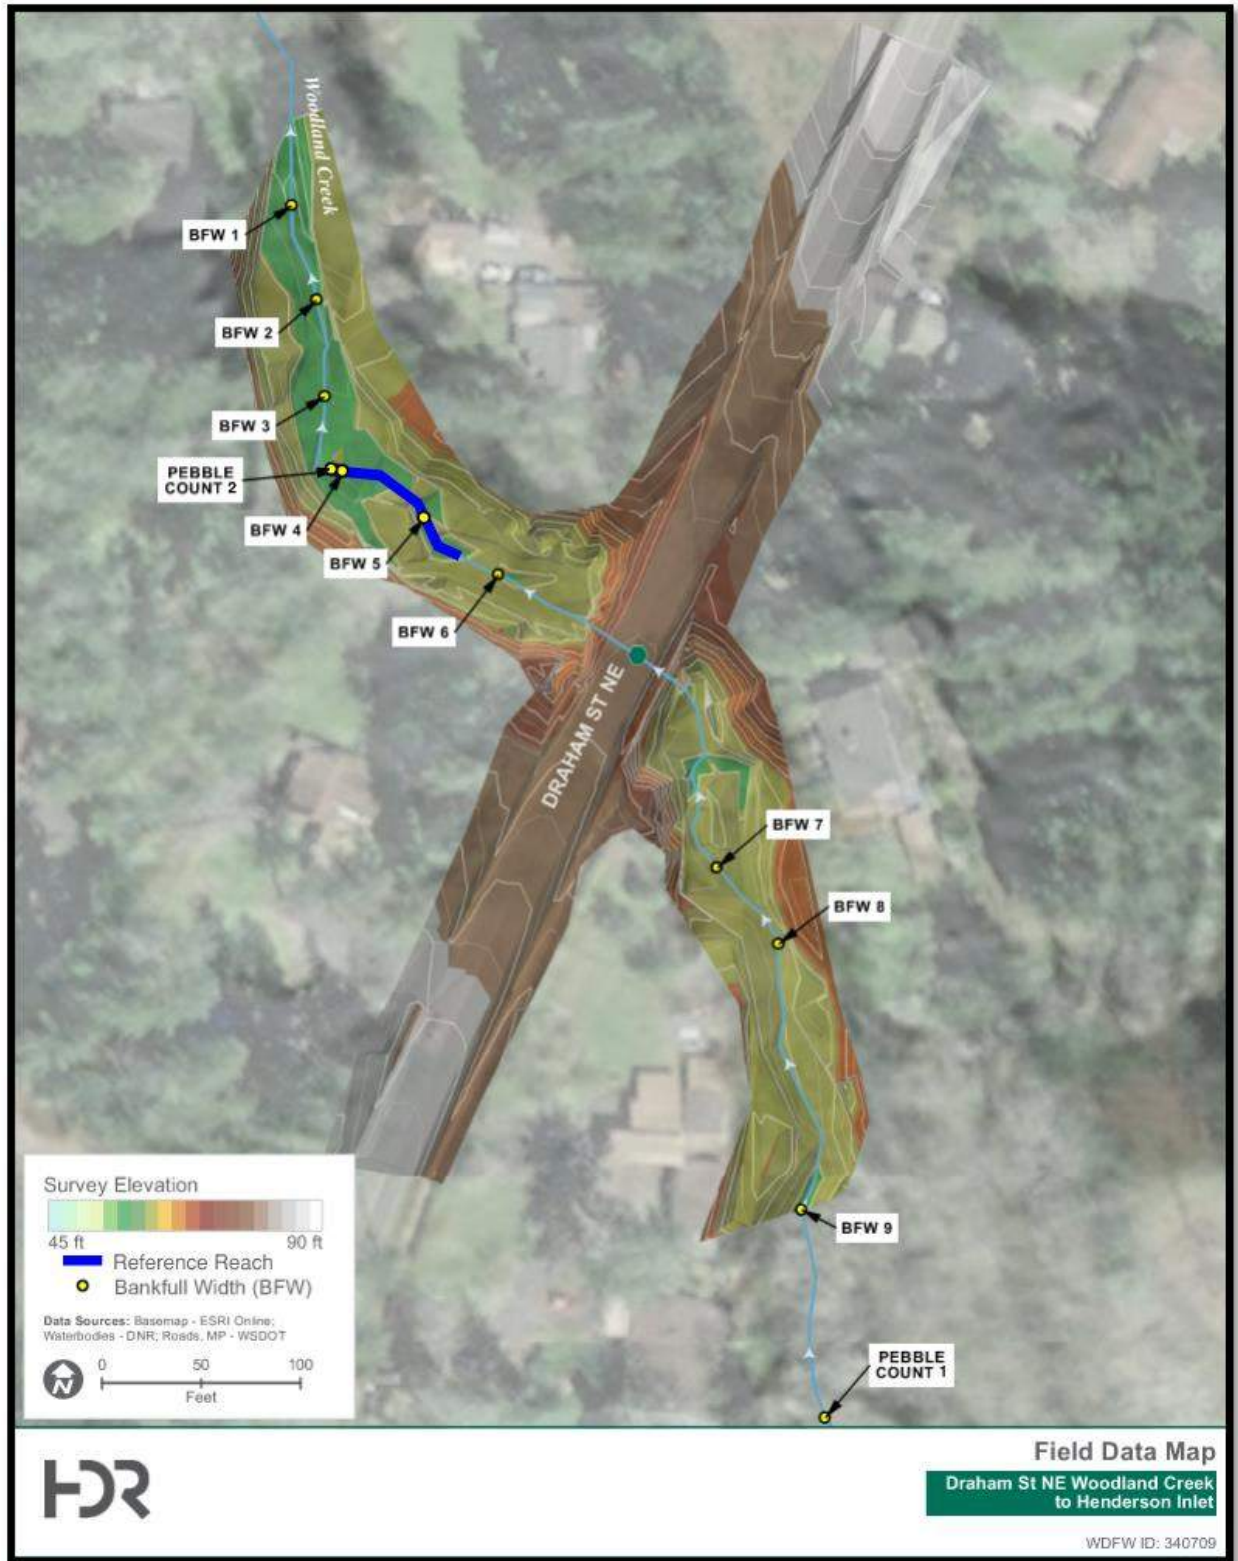 Woodland Creek
BFW 1
BFW 2
BFW 3
PEBBLE
COUNT 2
BFW 4
BFW 5
BFW 6
DRAHAM ST NE
BFW 7
BFW 8
BFW 9
PEBBLE
COUNT 1
Survey Elevation
45 ft 90 ft
Reference Reach
Bankfull Width (BFW)
Data Sources: Basemap - ESRI Online;
Waterbodies - DNR; Roads, MP - WSDOT
N
0 50 100
Feet
HDR
Field Data Map
Draham St NE Woodland Creek
to Henderson Inlet
WDFW ID: 340709